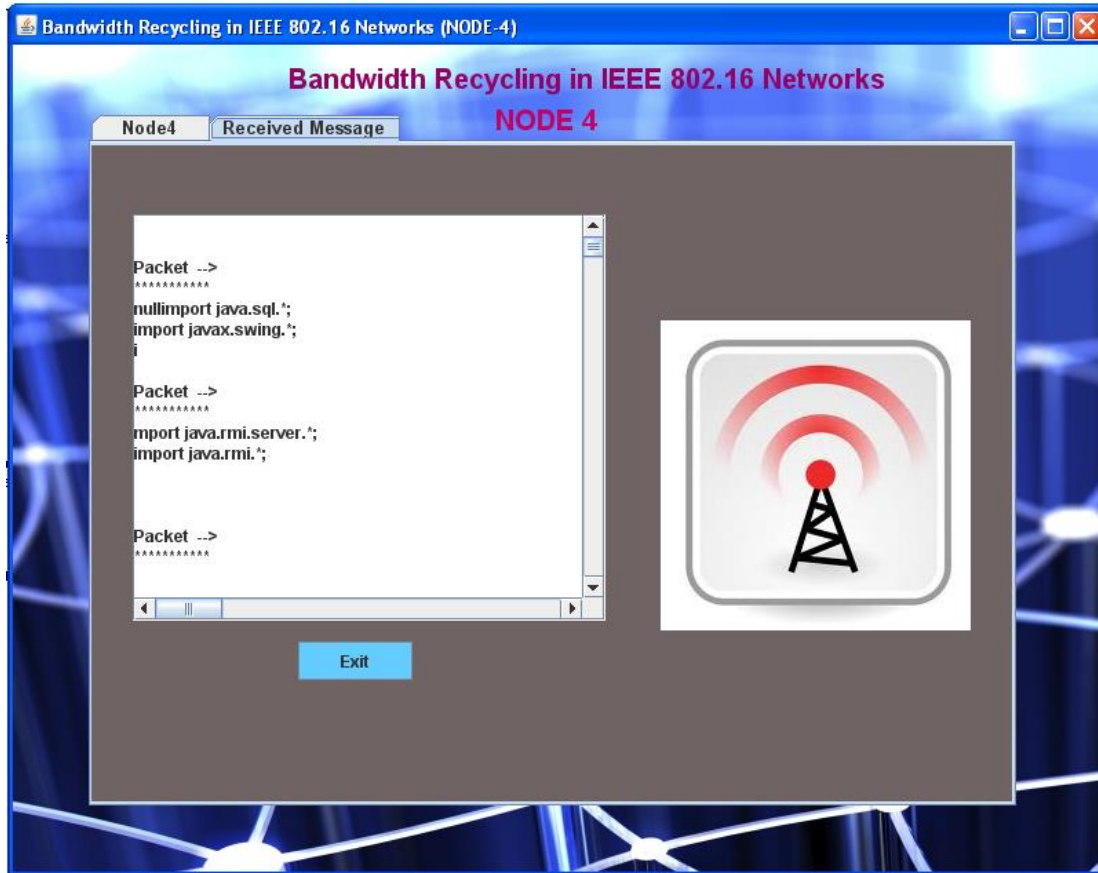 Bandwidth Recycling in IEEE 802.16 Networks (NODE-4)
Bandwidth Recycling in IEEE 802.16 Networks
NODE 4
Node4
Received Message
Packet -->
***********
nullimport java.sql.*;
import javax.swing.*;
i
Packet -->
***********
mport java.rmi.server.*;
import java.rmi.*;
Packet -->
***********
Exit